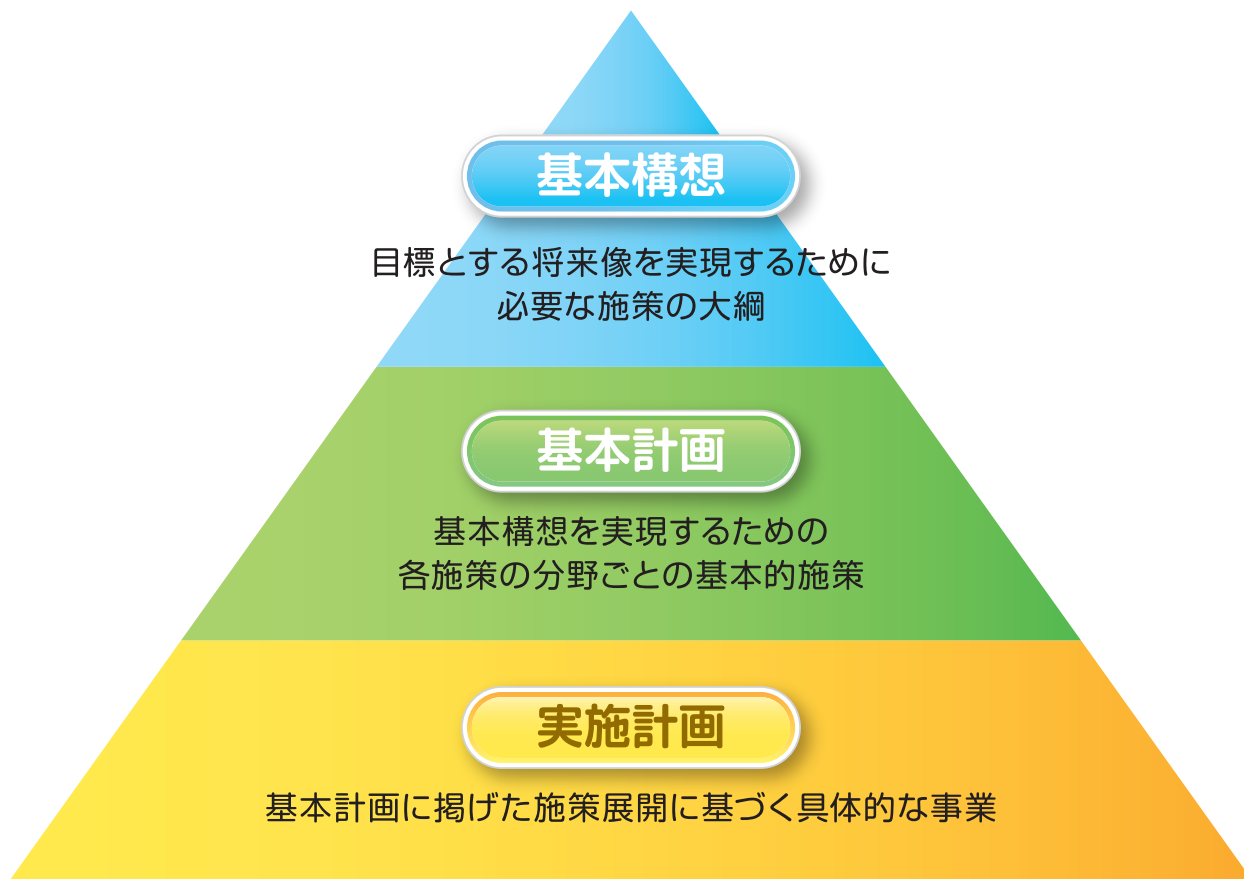 基本構想
目標とする将来像を実現するために
必要な施策の大綱
基本計画
基本構想を実現するための
各施策の分野ごとの基本的施策
実施計画
基本計画に掲げた施策展開に基づく具体的な事業